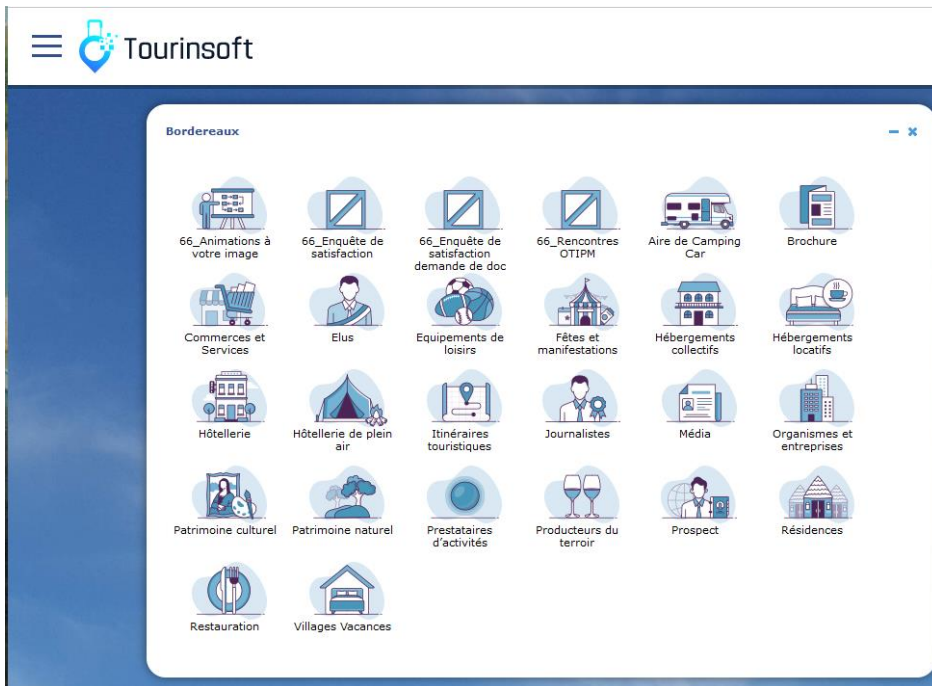 Tourinsoft
Bordereaux
66_Animations à
votre image
66_Enquête de
satisfaction
66_Enquête de
satisfaction
demande de doc
66_Rencontres
OTIPM
Aire de Camping
Car
Brochure
Commerces et
Services
Elus
Equipements de
loisirs
Fêtes et
manifestations
Hébergements
collectifs
Hébergements
locatifs
Hôtellerie
Hôtellerie de plein
air
Itinéraires
touristiques
Journalistes
Média
Organismes et
entreprises
Patrimoine culturel
Patrimoine naturel
Prestataires
d'activités
Producteurs du
terroir
Prospect
Résidences
Restauration
Villages Vacances